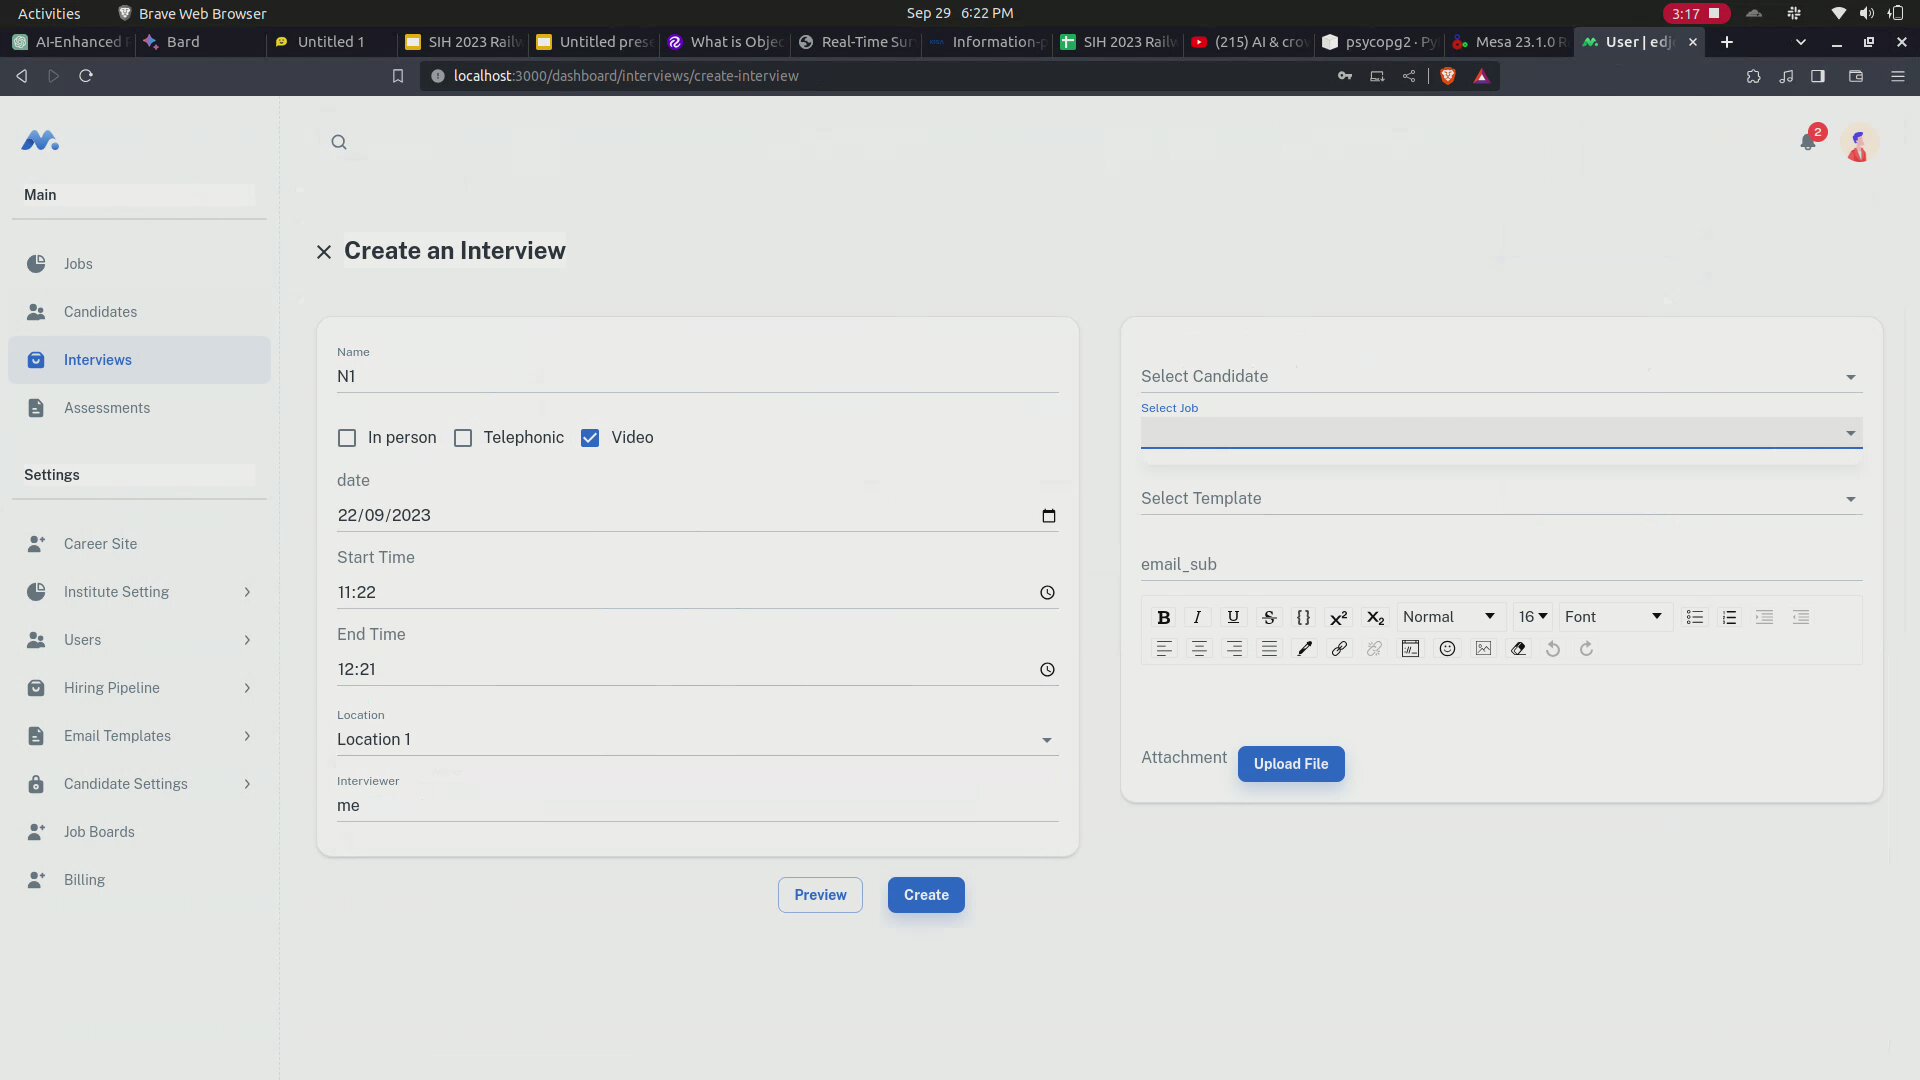 Activities
Brave Web Browser
Sep 29 6:22 PM
3:17
AI-Enhanced
Bard
Untitled 1
SIH 2023 Railw
Untitled prese
What is Objec
Real-Time Sur
Information-p
SIH 2023 Railw
(215) AI & crow
psycopg2 · Py
Mesa 23.1.0 R
User | edjo
localhost:3000/dashboard/interviews/create-interview
2
Main
Jobs
Candidates
Interviews
Assessments
Settings
Career Site
Institute Setting
Users
Hiring Pipeline
Email Templates
Candidate Settings
Job Boards
Billing
Create an Interview
Name
N1
In person Telephonic Video
date
22/09/2023
Start Time
11:22
End Time
12:21
Location
Location 1
Interviewer
me
Select Candidate
Select Job
Select Template
email_sub
B I U S {} X² X₂ Normal 16 Font
Attachment Upload File
Preview Create